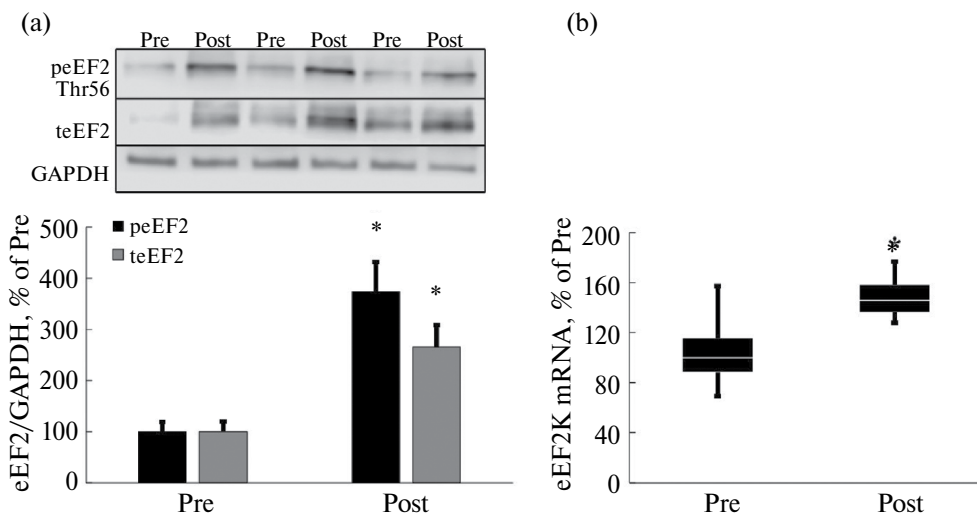 (a)
Pre Post Pre Post Pre Post
peEF2
Thr56
teEF2
GAPDH
eEF2/GAPDH, % of Pre
500
400
300
200
100
0
peEF2
teEF2
*
*
Pre
Post
(b)
eEF2K mRNA, % of Pre
200
160
120
80
40
0
*
Pre
Post